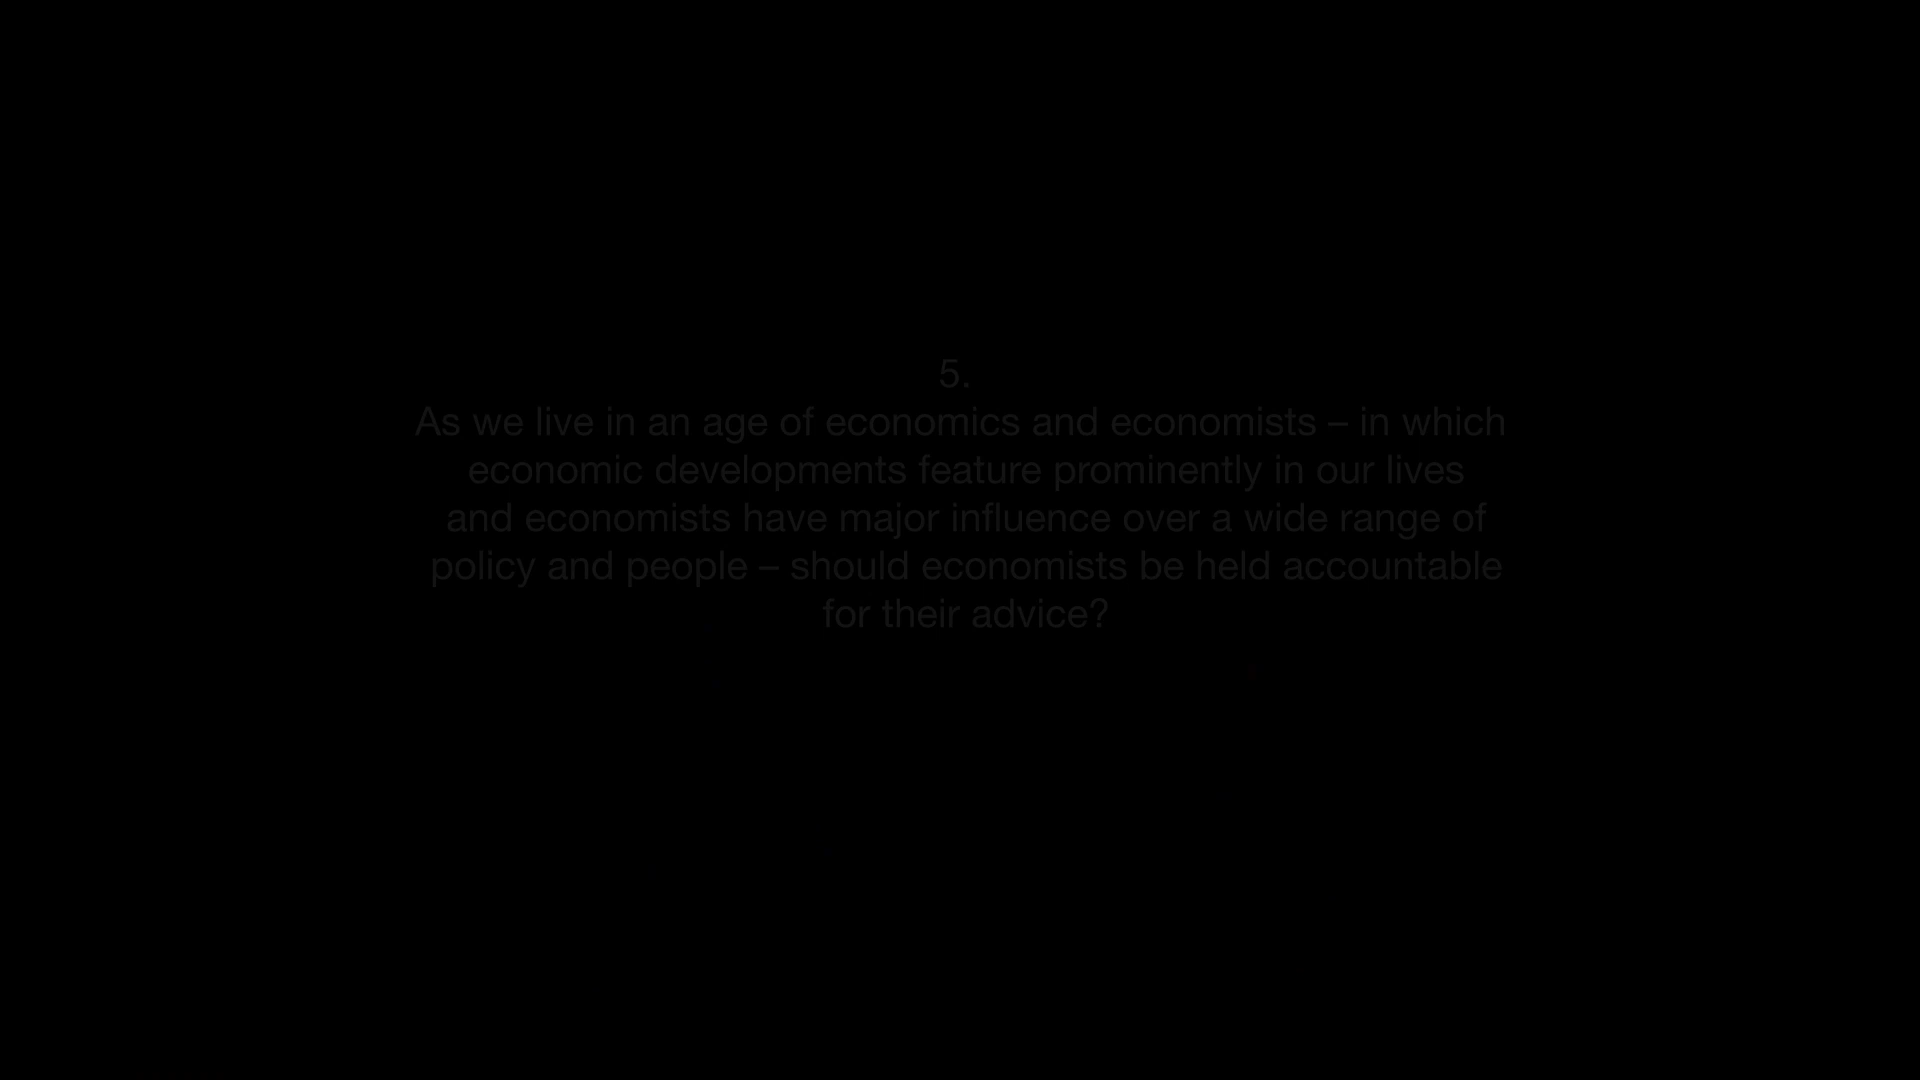 5.
As we live in an age of economics and economists – in which
economic developments feature prominently in our lives
and economists have major influence over a wide range of
policy and people – should economists be held accountable
for their advice?